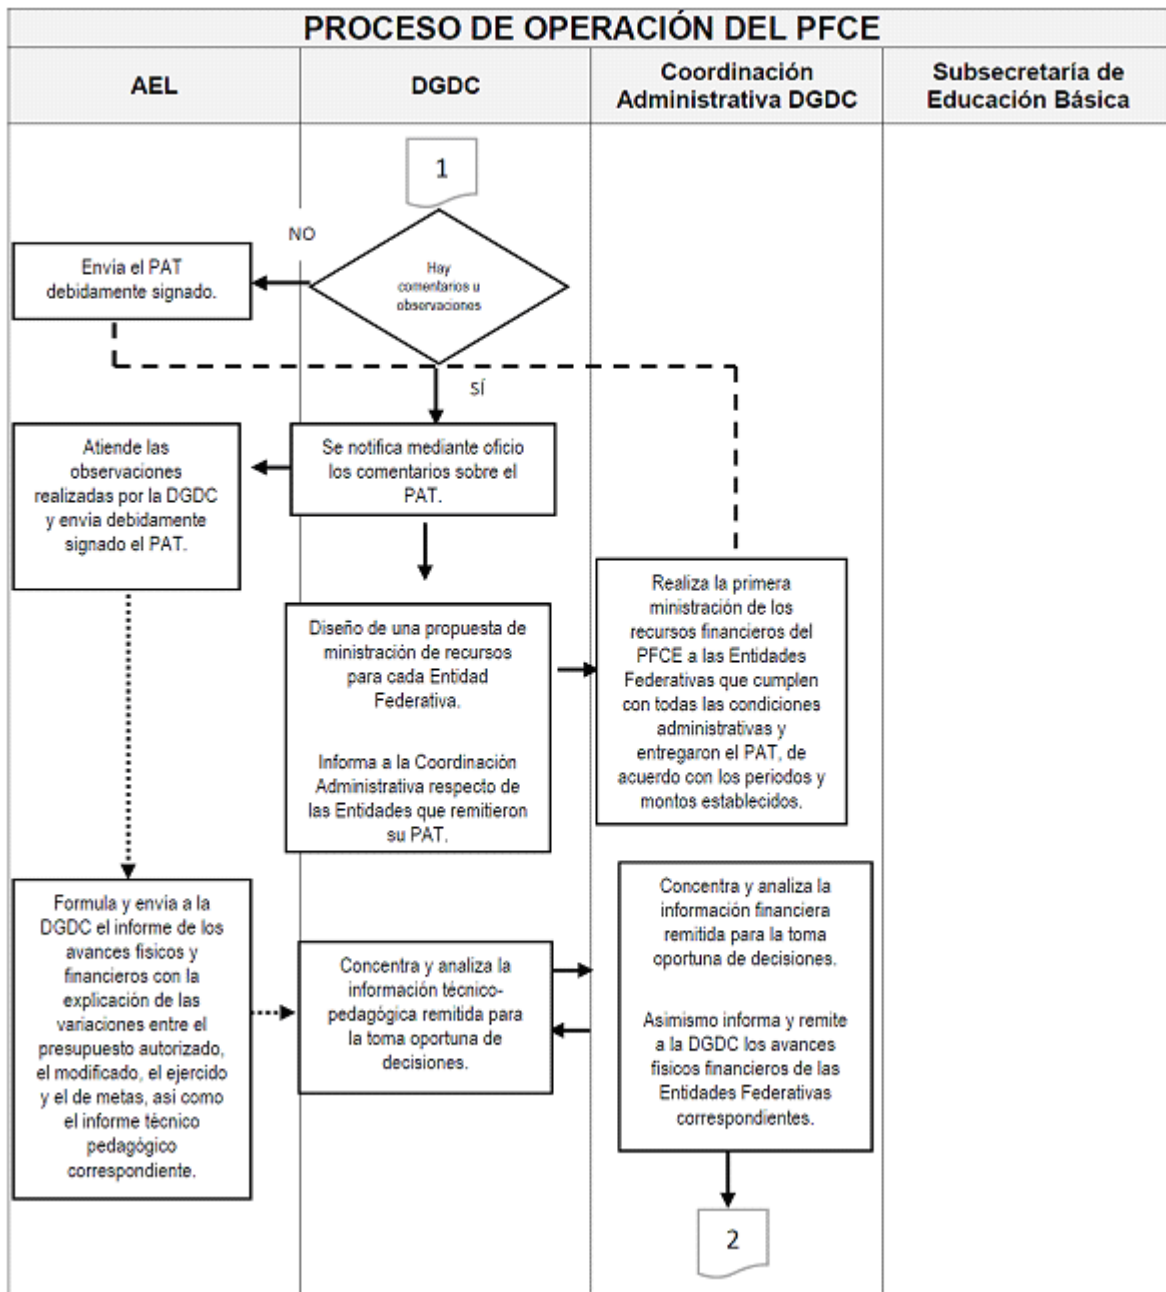 PROCESO DE OPERACIÓN DEL PFCE
AEL
DGDC
Coordinación
Administrativa DGDC
Subsecretaría de
Educación Básica
1
NO
Hay
comentarios u
observaciones
Envía el PAT
debidamente signado.
SÍ
Se notifica mediante oficio
los comentarios sobre el
PAT.
Atiende las
observaciones
realizadas por la DGDC
y envía debidamente
signado el PAT.
Diseño de una propuesta de
ministración de recursos
para cada Entidad
Federativa.
Informa a la Coordinación
Administrativa respecto de
las Entidades que remitieron
su PAT.
Realiza la primera
ministración de los
recursos financieros del
PFCE a las Entidades
Federativas que cumplen
con todas las condiciones
administrativas y
entregaron el PAT, de
acuerdo con los periodos y
montos establecidos.
Formula y envía a la
DGDC el informe de los
avances físicos y
financieros con la
explicación de las
variaciones entre el
presupuesto autorizado,
el modificado, el ejercido
y el de metas, así como
el informe técnico
pedagógico
correspondiente.
Concentra y analiza la
información técnico-
pedagógica remitida para
la toma oportuna de
decisiones.
Concentra y analiza la
información financiera
remitida para la toma
oportuna de decisiones.
Asimismo informa y remite
a la DGDC los avances
físicos financieros de las
Entidades Federativas
correspondientes.
2